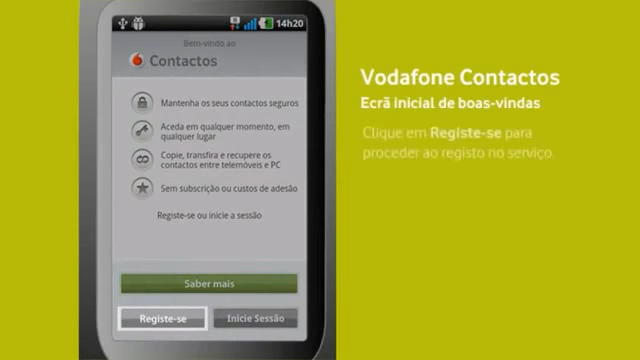 14h20
Bem-vindo ao
Contactos
Mantenha os seus contactos seguros
Aceda em qualquer momento, em
qualquer lugar
Copie, transfira e recupere os
contactos entre telemóveis e PC
Sem subscrição ou custos de adesão
Registe-se ou inicie a sessão
Saber mais
Registe-se
Inicie Sessão
Vodafone Contactos
Ecrã inicial de boas-vindas
Clique em Registe-se para
proceder ao registo no serviço.